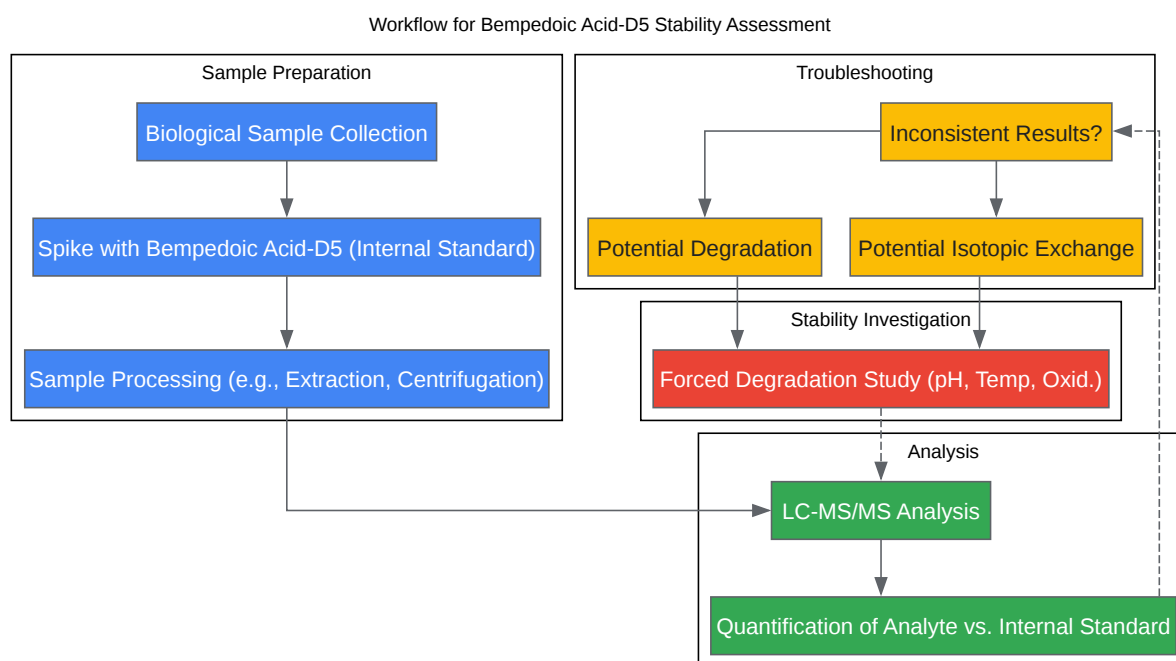 Workflow for Bempedoic Acid-D5 Stability Assessment
Sample Preparation
Biological Sample Collection
Spike with Bempedoic Acid-D5 (Internal Standard)
Sample Processing (e.g., Extraction, Centrifugation)
Troubleshooting
Inconsistent Results?
Potential Degradation
Potential Isotopic Exchange
Stability Investigation
Forced Degradation Study (pH, Temp, Oxid.)
Analysis
LC-MS/MS Analysis
Quantification of Analyte vs. Internal Standard